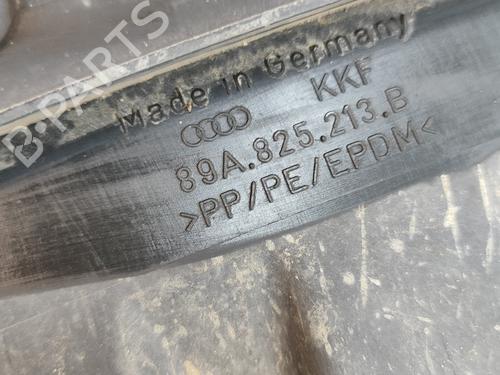 B-PARTS
Made in Germany
KKF
89A.825.213.B
>PP/PE/EPDM<